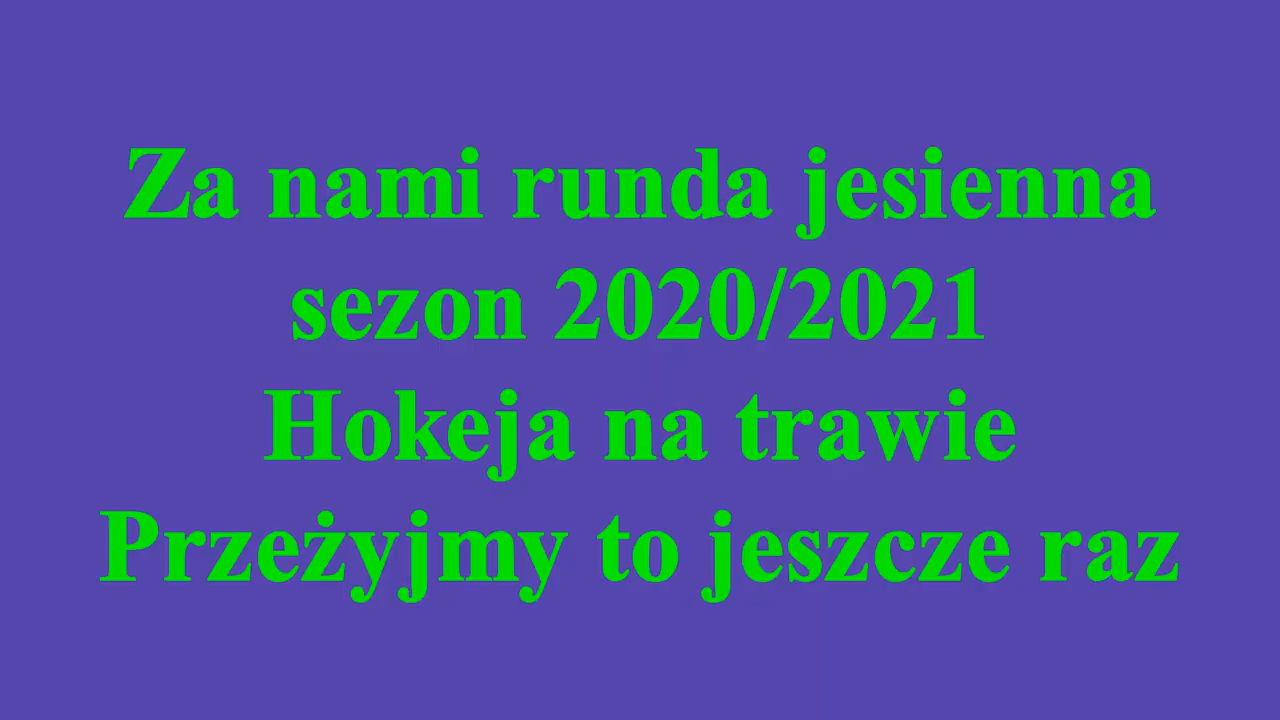 Za nami runda jesienna
sezon 2020/2021
Hokeja na trawie
Przeżyjmy to jeszcze raz